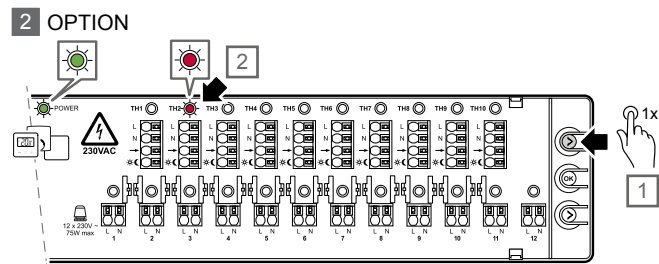 2 OPTION
2
POWER TH1 TH2 TH3 TH4 TH5 TH6 TH7 TH8 TH9 TH10
1x
L L L L L L L L L L
N N N N N N N N N N
230VAC
OK
1
12 x 230V ~
75W max
L N L N L N L N L N L N L N L N L N L N L N L N
1 2 3 4 5 6 7 8 9 10 11 12